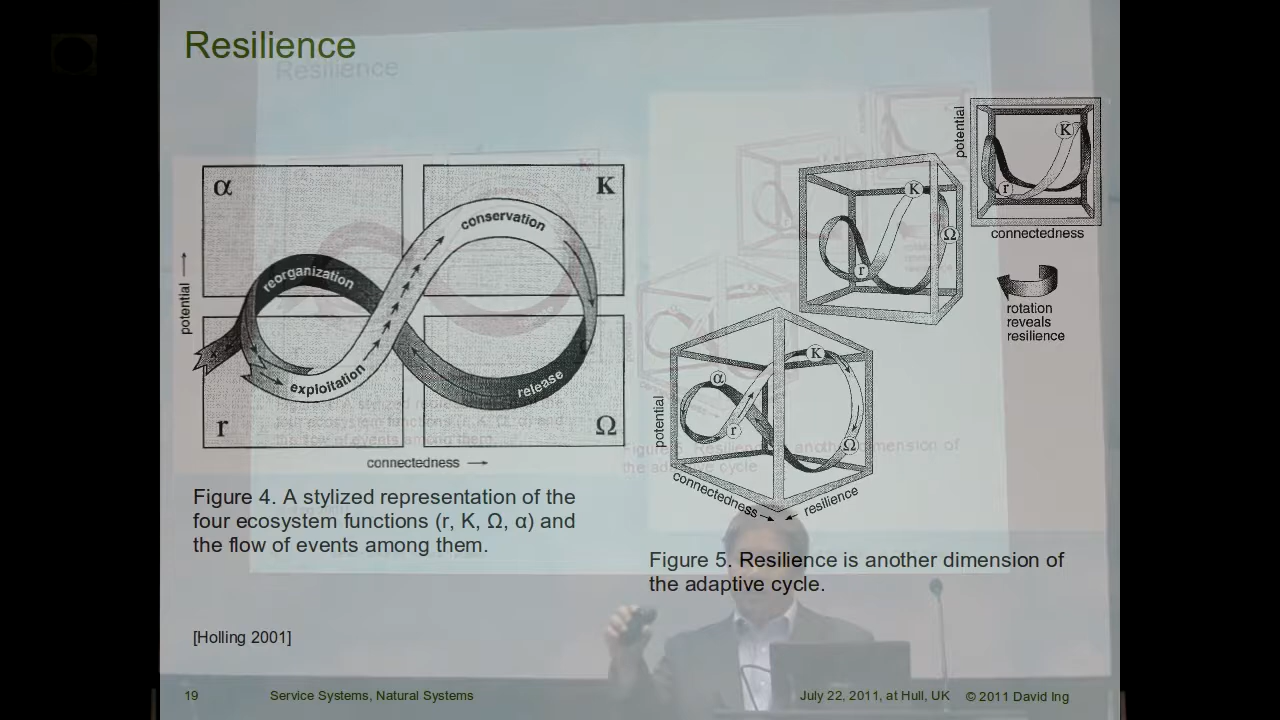 Resilience
Resilience
α
K
conservation
reorganization
exploitation
release
r
Ω
potential
connectedness
Figure 4. A stylized representation of the
four ecosystem functions (r, K, Ω, α) and
the flow of events among them.
[Holling 2001]
potential
K
r
connectedness
K
Ω
r
rotation
reveals
resilience
α
K
r
Ω
potential
connectedness
resilience
Figure 5. Resilience is another dimension of
the adaptive cycle.
19
Service Systems, Natural Systems
July 22, 2011, at Hull, UK
© 2011 David Ing